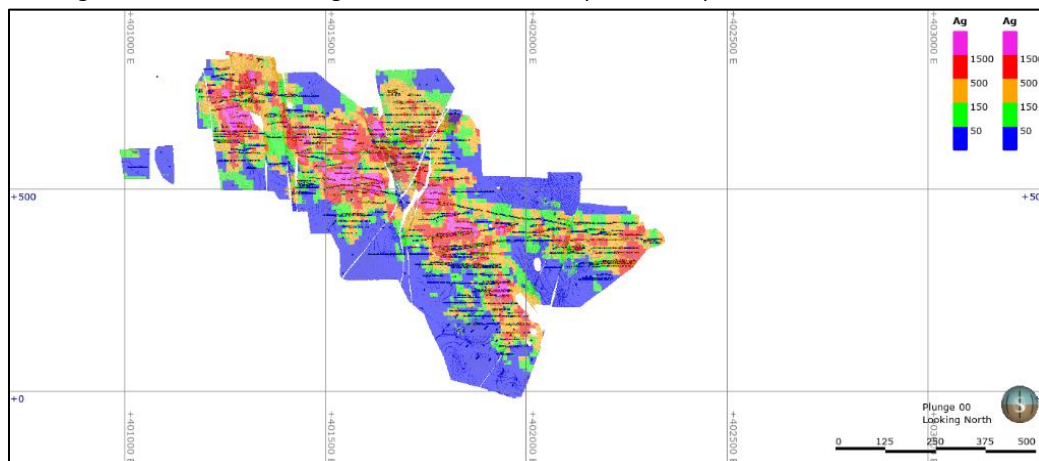 +401000 E
+401500 E
+402000 E
+402500 E
+403000 E
Ag Ag
1500 1500
500 500
150 150
50 50
+500
+50
+0
+401000 E
+401500 E
+402000 E
+402500 E
Plunge 00
Looking North
S
0 125 250 375 500